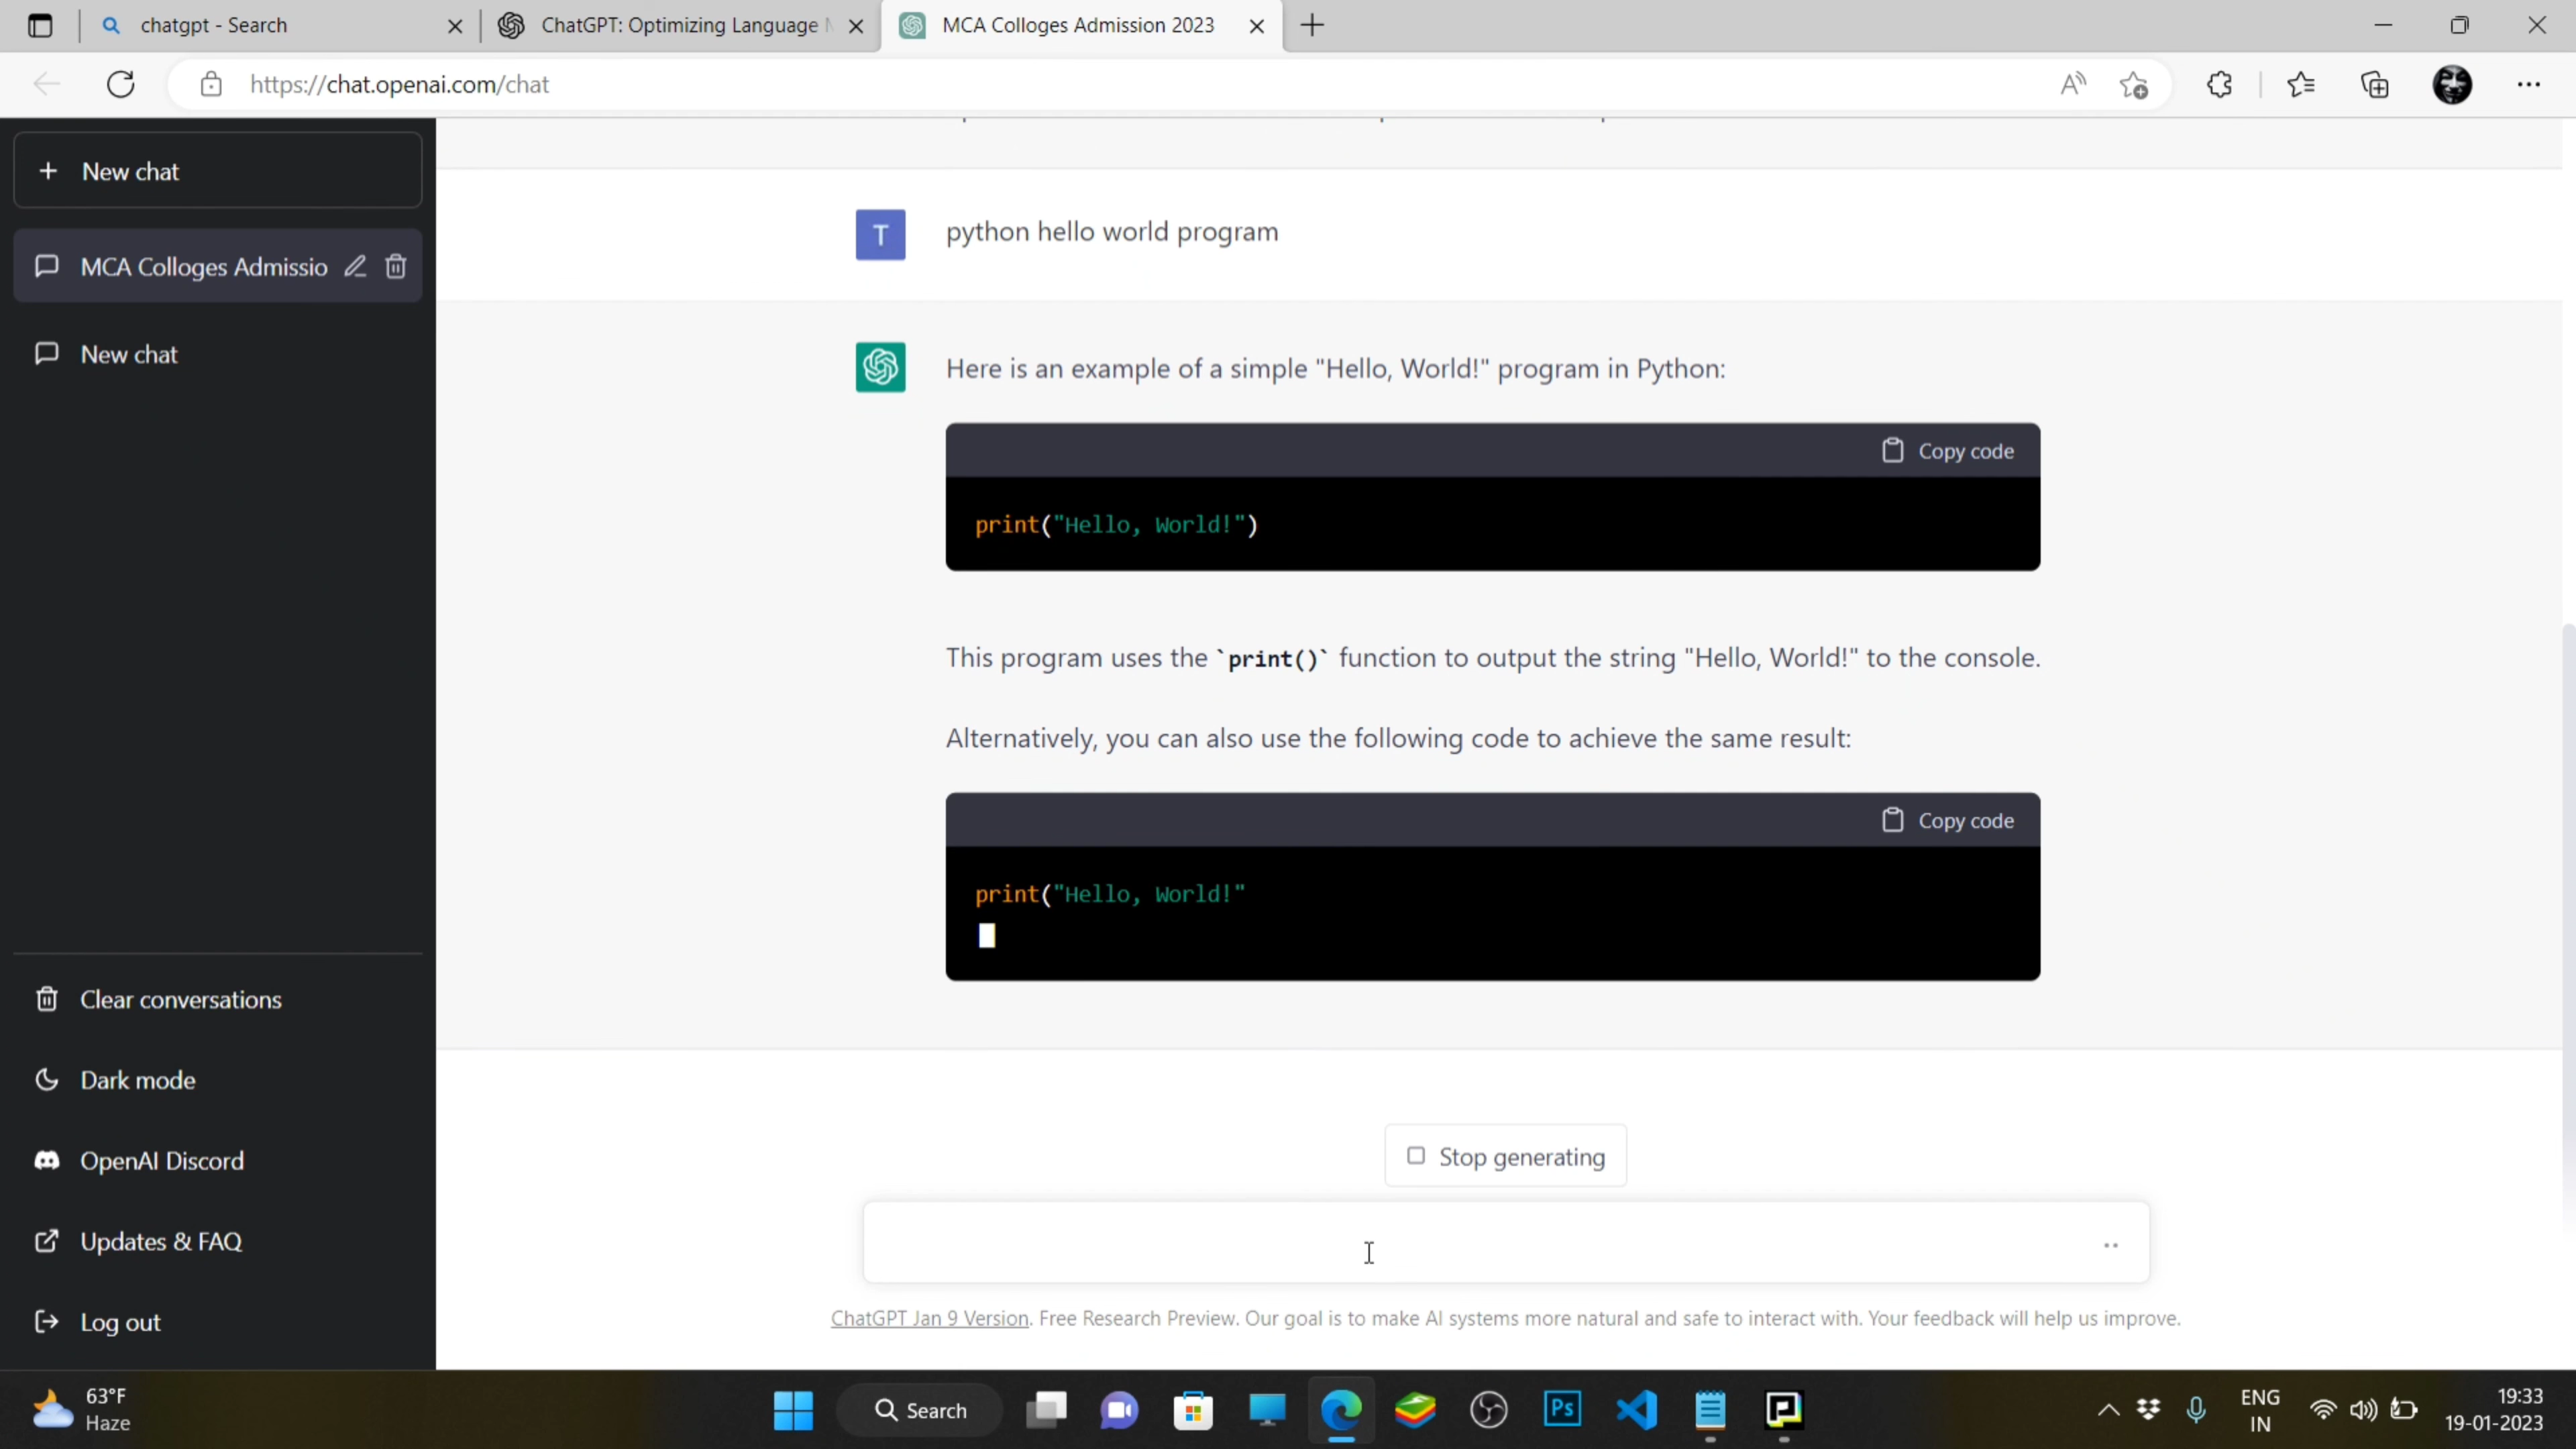 chatgpt - Search
ChatGPT: Optimizing Language
MCA Colloges Admission 2023
https://chat.openai.com/chat
New chat
MCA Colloges Admissio
New chat
Clear conversations
Dark mode
OpenAI Discord
Updates & FAQ
Log out
T
python hello world program
Here is an example of a simple "Hello, World!" program in Python:
Copy code
print("Hello, World!")
This program uses the `print()` function to output the string "Hello, World!" to the console.
Alternatively, you can also use the following code to achieve the same result:
Copy code
print("Hello, World!"
Stop generating
ChatGPT Jan 9 Version. Free Research Preview. Our goal is to make AI systems more natural and safe to interact with. Your feedback will help us improve.
63°F
Haze
Search
Ps
ENG
IN
19:33
19-01-2023